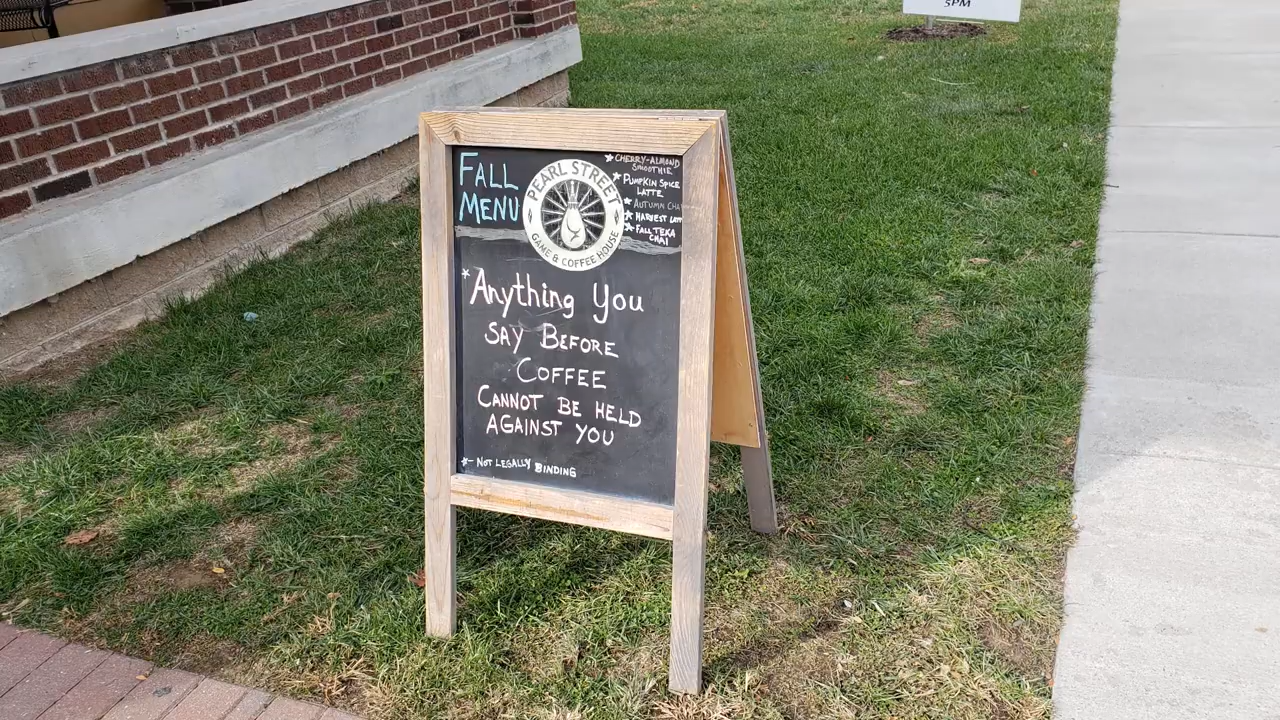 5PM
FALL
MENU
PEARL STREET
GAME & COFFEE HOUSE
CHERRY-ALMOND
SMOOTHIE
PUMPKIN SPICE
LATTE
AUTUMN CHAI
HARVEST LATTE
FALL TEKA
CHAI
*Anything You
SAY BEFORE
COFFEE
CANNOT BE HELD
AGAINST YOU
*- NOT LEGALLY BINDING